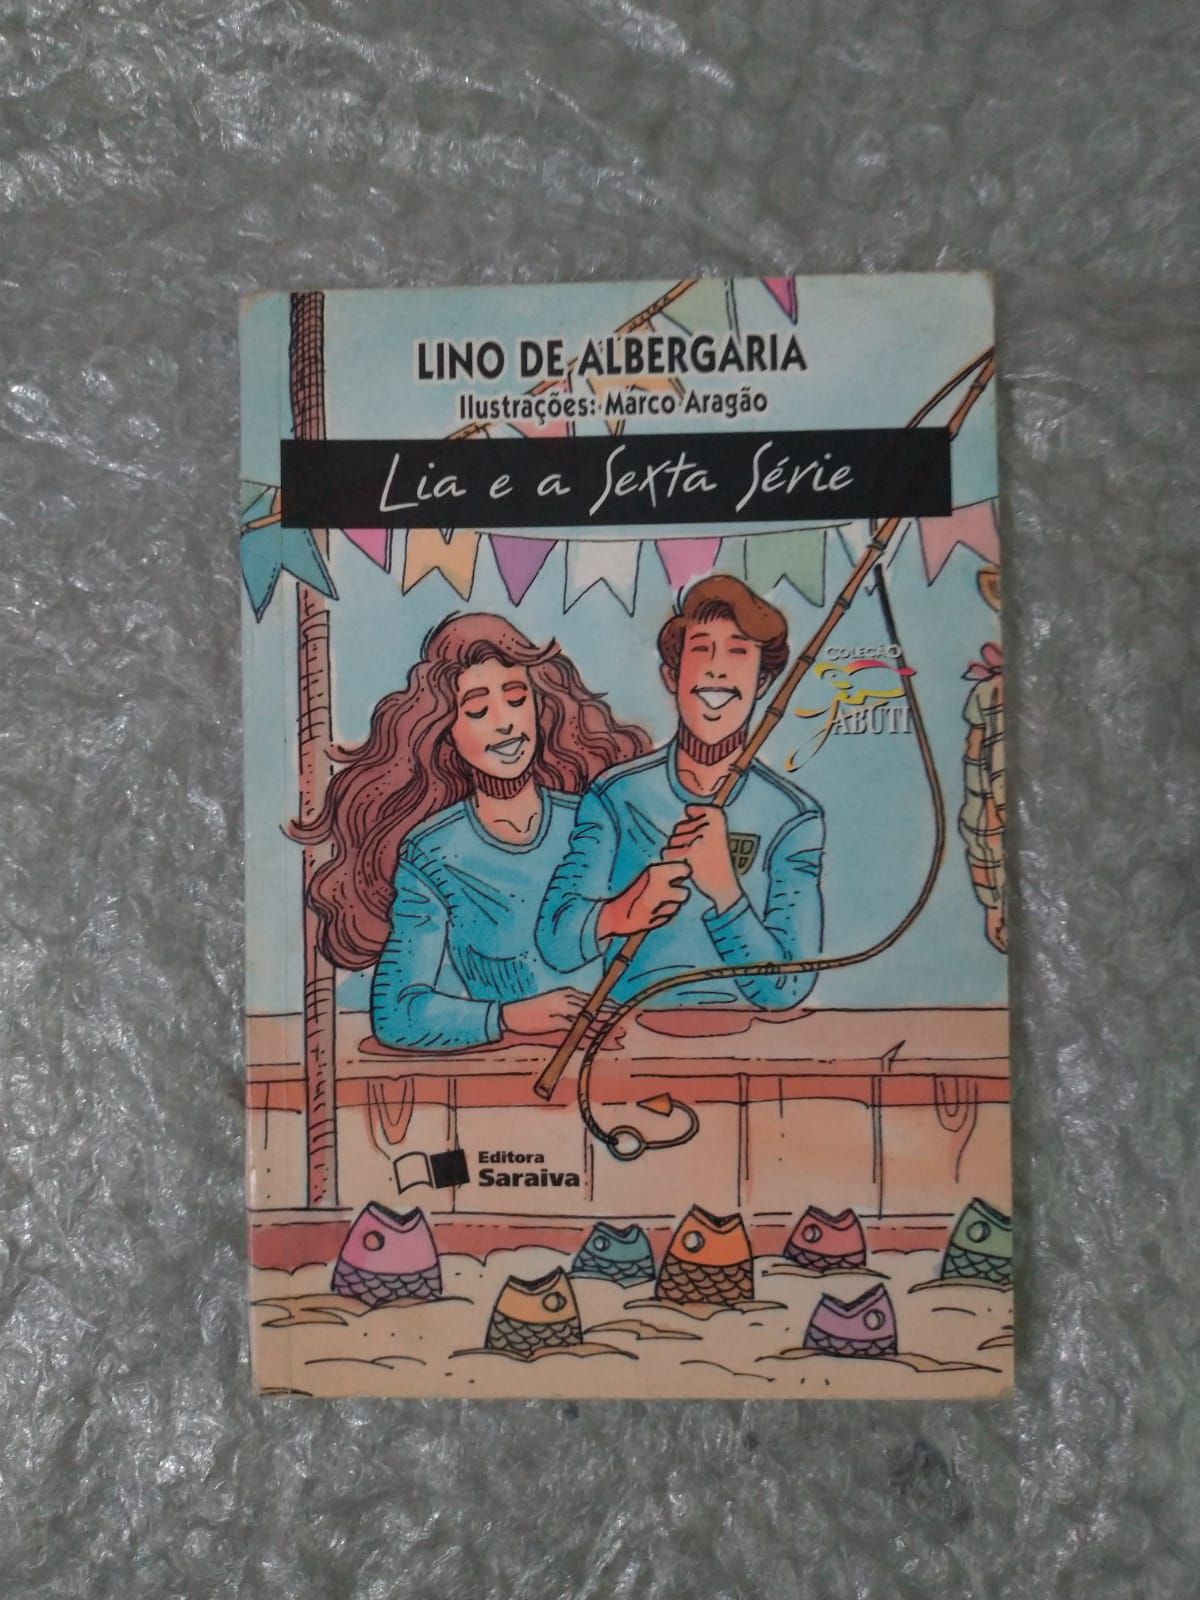 LINO DE ALBERGARIA
Ilustrações: Marco Aragão
Lia e a Sexta Série
COLEÇÃO
JABUTI
Editora
Saraiva